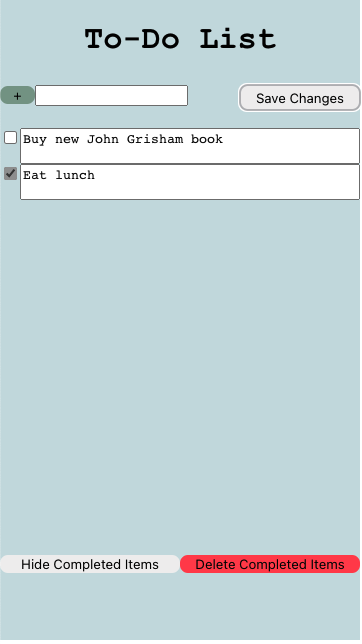 To-Do List
+
Save Changes
Buy new John Grisham book
Eat lunch
Hide Completed Items
Delete Completed Items